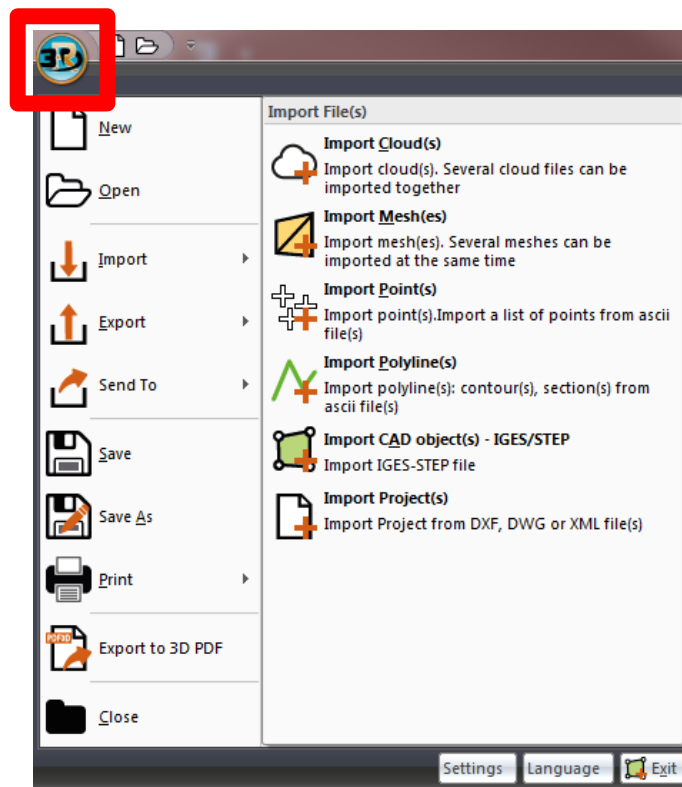 3R
New
Open
Import
Export
Send To
Save
Save As
Print
PDF3D
Export to 3D PDF
Close
Import File(s)
Import Cloud(s)
Import cloud(s). Several cloud files can be
imported together
Import Mesh(es)
Import mesh(es). Several meshes can be
imported at the same time
Import Point(s)
Import point(s).Import a list of points from ascii
file(s)
Import Polyline(s)
Import polyline(s): contour(s), section(s) from
ascii file(s)
Import CAD object(s) - IGES/STEP
Import IGES-STEP file
Import Project(s)
Import Project from DXF, DWG or XML file(s)
Settings
Language
Exit